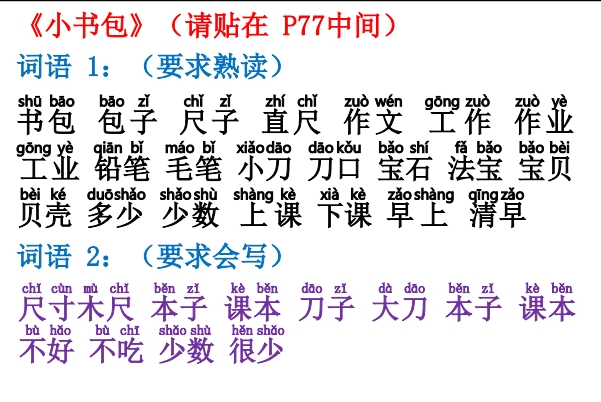 《小书包》（请贴在 P77中间）
词语 1：（要求熟读）
shū bāo bāo zǐ chǐ zǐ zhí chǐ zuò wén gōng zuò zuò yè
书包 包子 尺子 直尺 作文 工作 作业
gōng yè qiān bǐ máo bǐ xiǎo dāo dāo kǒu bǎo shí fǎ bǎo bǎo bèi
工业 铅笔 毛笔 小刀 刀口 宝石 法宝 宝贝
bèi ké duō shǎo shǎo shù shàng kè xià kè zǎo shàng qīng zǎo
贝壳 多少 少数 上课 下课 早上 清早
词语 2：（要求会写）
chǐ cùn mù chǐ běn zǐ kè běn dāo zǐ dà dāo běn zǐ kè běn
尺寸木尺 本子 课本 刀子 大刀 本子 课本
bù hǎo bù chī shǎo shù hěn shǎo
不好 不吃 少数 很少